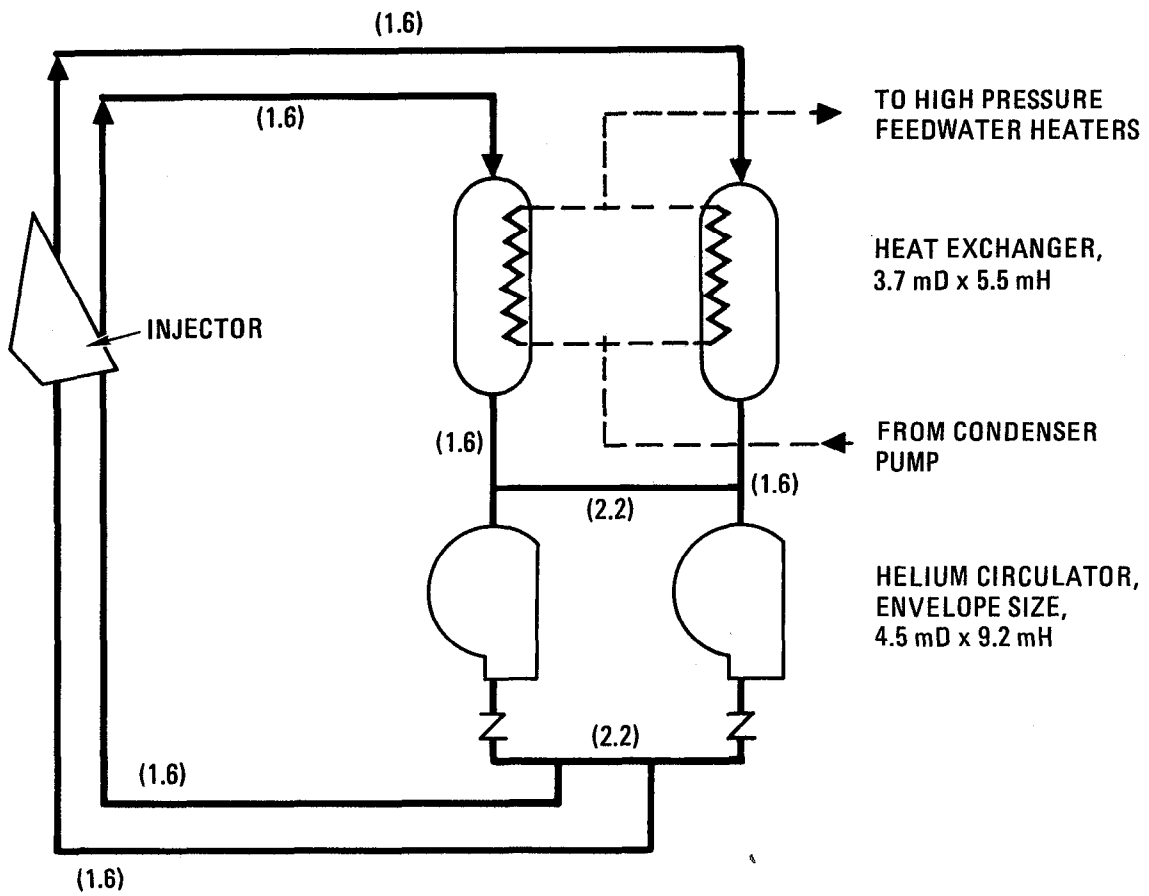 (1.6)
(1.6)
TO HIGH PRESSURE
FEEDWATER HEATERS
HEAT EXCHANGER,
3.7 mD x 5.5 mH
INJECTOR
(1.6)
FROM CONDENSER
PUMP
(1.6)
(2.2)
HELIUM CIRCULATOR,
ENVELOPE SIZE,
4.5 mD x 9.2 mH
(2.2)
(1.6)
(1.6)